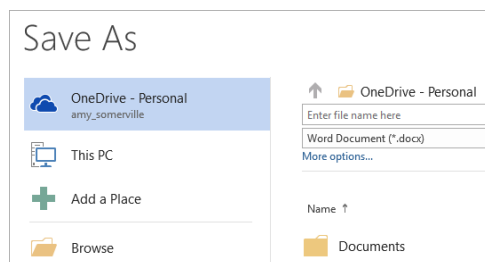 Save As
OneDrive - Personal
amy_somerville
This PC
Add a Place
Browse
OneDrive - Personal
Enter file name here
Word Document (*.docx)
More options...
Name ↑
Documents